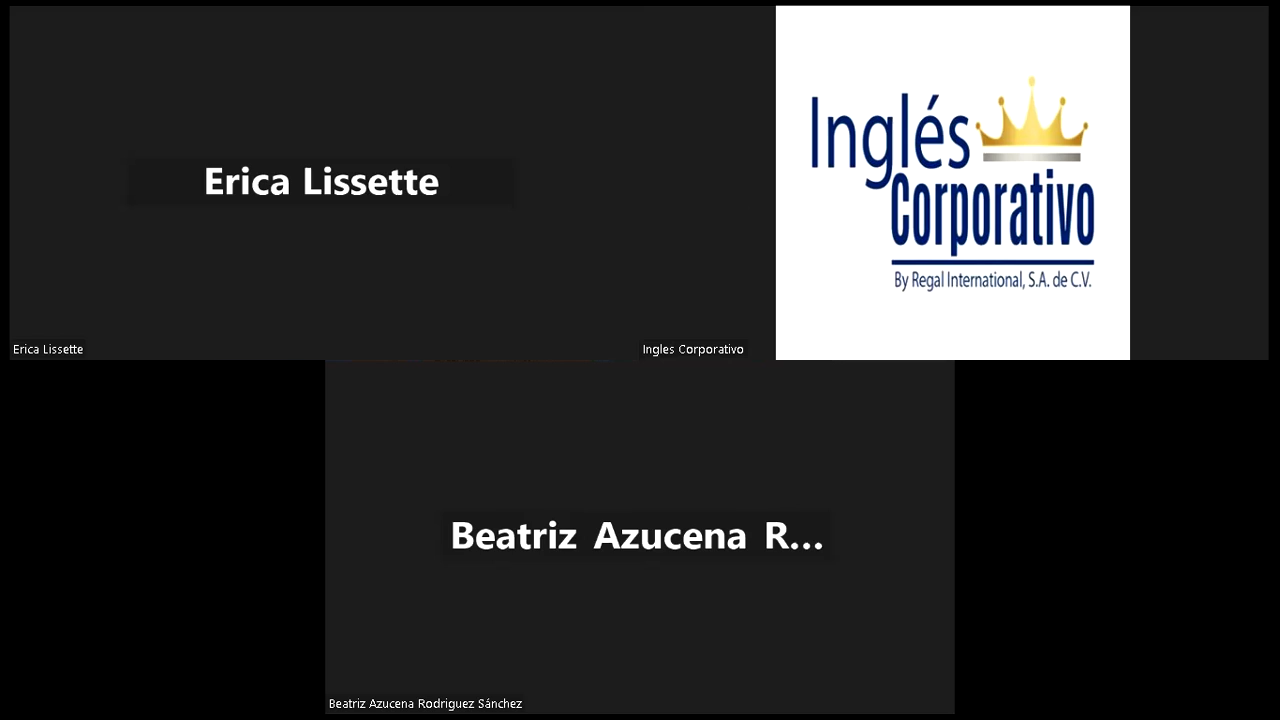 Erica Lissette
Erica Lissette
Inglés
Corporativo
By Regal International, S.A. de C.V.
Ingles Corporativo
Beatriz Azucena R...
Beatriz Azucena Rodriguez Sánchez